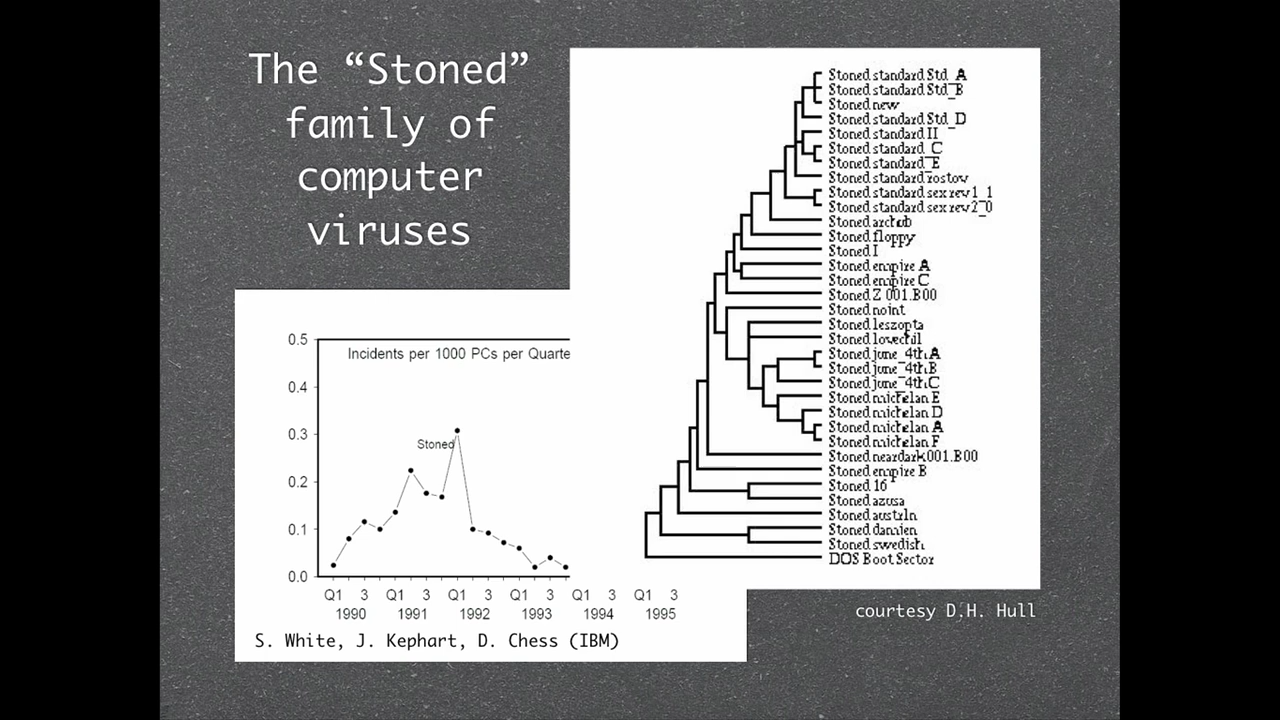 The “Stoned”
family of
computer
viruses
Stoned standard Std_A
Stoned standard Std_B
Stoned new
Stoned standard Std_D
Stoned standard II
Stoned standard_C
Stoned standard_E
Stoned standard rostov
Stoned standard sex rev1_1
Stoned standard sex rev2_0
Stoned archub
Stoned floppy
Stoned I
Stoned empire A
Stoned empire C
Stoned Z 001.B00
Stoned noint
Stoned leszopta
Stoned
Stoned june_4th A
Stoned june_4th B
Stoned june_4th C
Stoned michelan E
Stoned michelan D
Stoned michelan A
Stoned michelan F
Stoned neardark001.B00
Stoned empire B
Stoned 16
Stoned azusa
Stoned
Stoned damien
Stoned swedish
DOS Boot Sector
courtesy D.H. Hull
Incidents per 1000 PCs per Quarte
0.5
0.4
0.3
0.2
0.1
0.0
Stoned
Q1 3 Q1 3 Q1 3 Q1 3 Q1 3 Q1 3
1990 1991 1992 1993 1994 1995
S. White, J. Kephart, D. Chess (IBM)